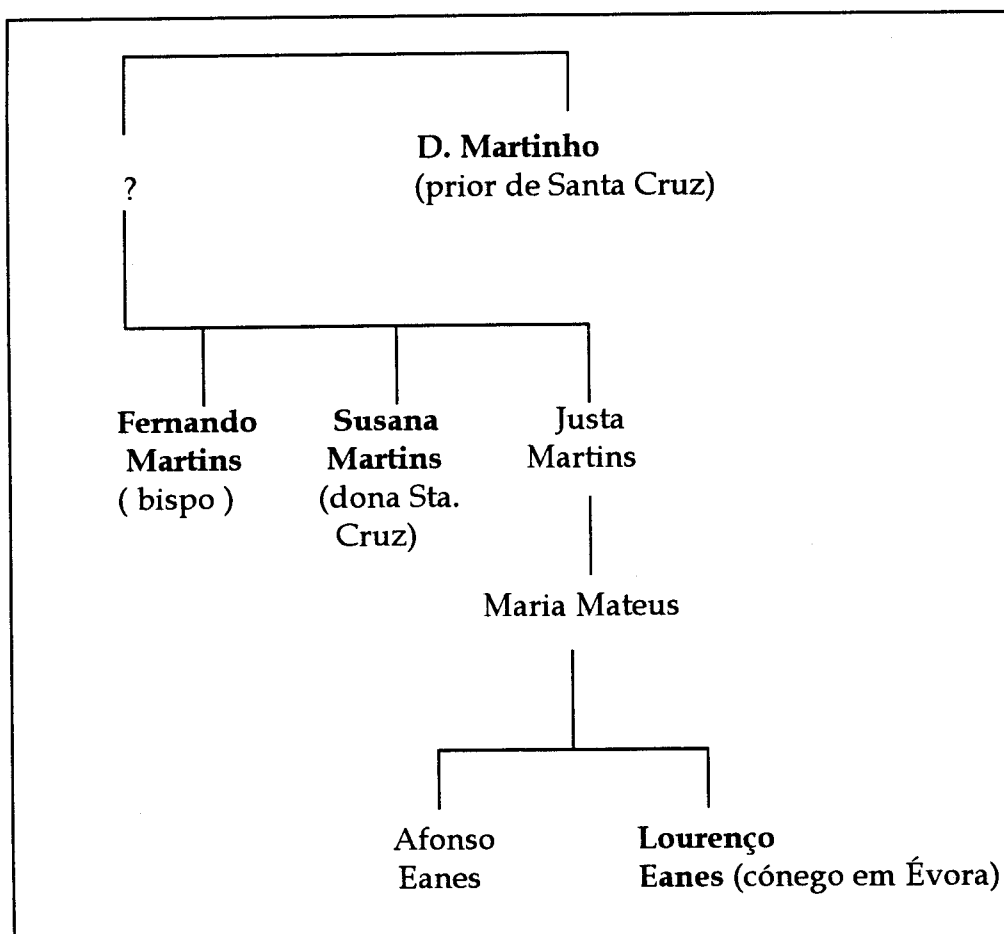 D. Martinho
(prior de Santa Cruz)
?
Fernando
Martins
( bispo )
Susana
Martins
(dona Sta.
Cruz)
Justa
Martins
Maria Mateus
Afonso
Eanes
Lourenço
Eanes (cónego em Évora)